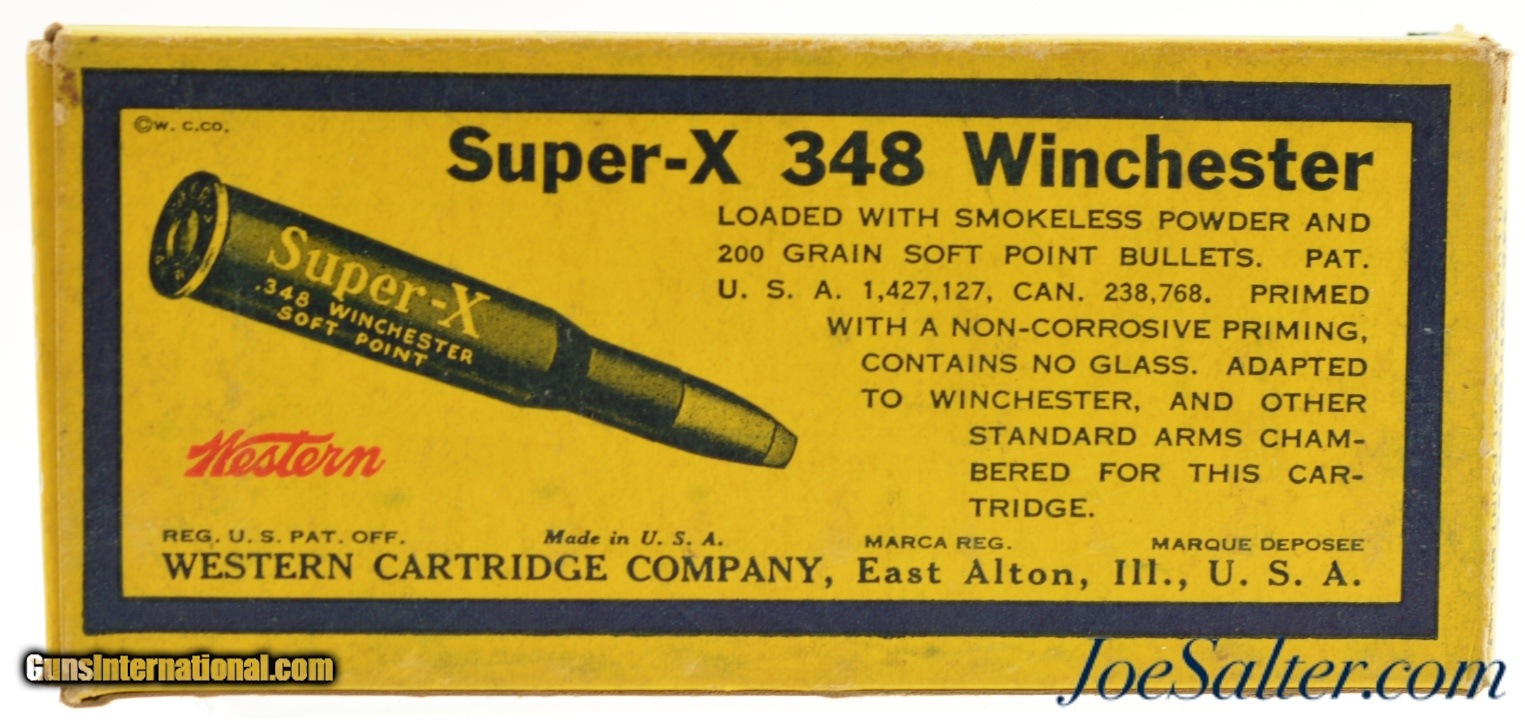 ©W. C.CO.
Super-X 348 Winchester
LOADED WITH SMOKELESS POWDER AND
200 GRAIN SOFT POINT BULLETS. PAT.
U. S. A. 1,427,127, CAN. 238,768. PRIMED
WITH A NON-CORROSIVE PRIMING,
CONTAINS NO GLASS. ADAPTED
TO WINCHESTER, AND OTHER
STANDARD ARMS CHAM-
BERED FOR THIS CAR-
TRIDGE.
Super-X
.348 WINCHESTER
SOFT POINT
Western
REG. U. S. PAT. OFF. Made in U. S. A. MARCA REG. MARQUE DEPOSEE
WESTERN CARTRIDGE COMPANY, East Alton, Ill., U. S. A.
GunsInternational.com
JoeSalter.com